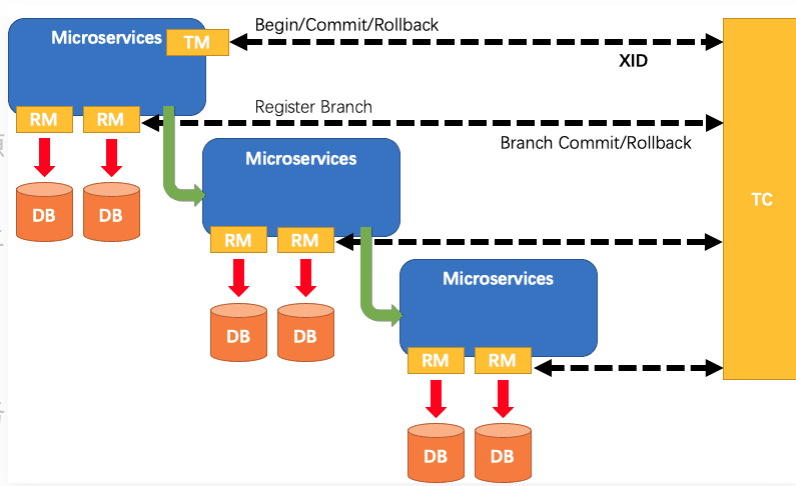 Begin/Commit/Rollback
Microservices
TM
XID
RM RM
Register Branch
Branch Commit/Rollback
Microservices
DB DB
TC
RM RM
Microservices
DB DB
RM RM
DB DB